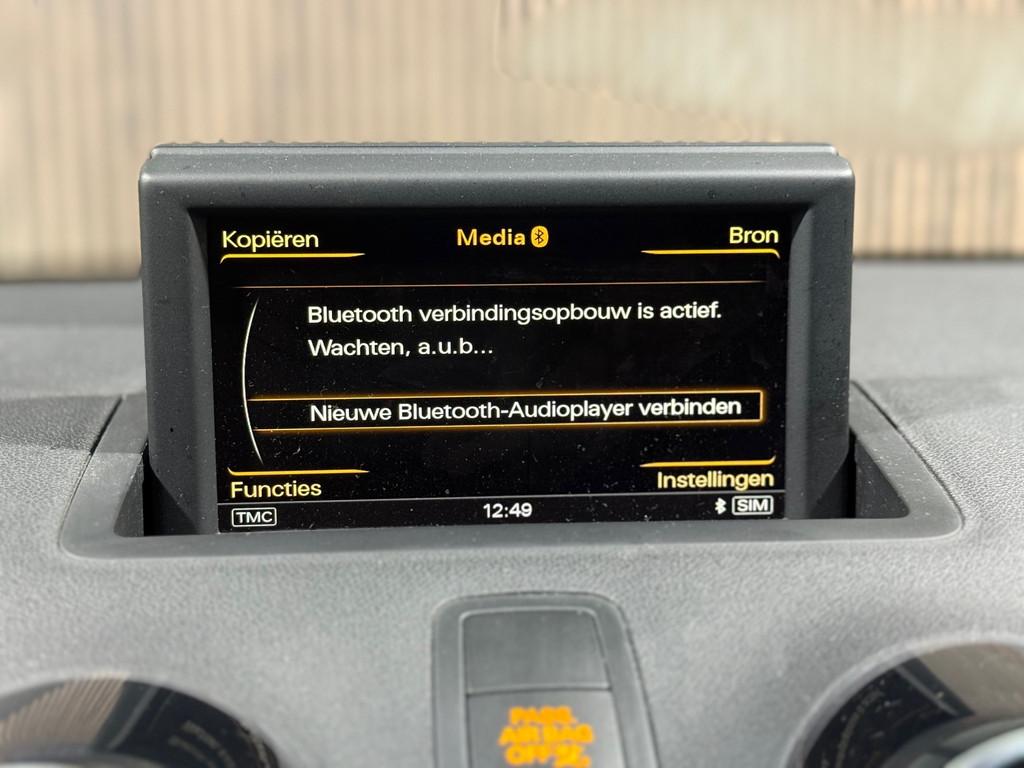 Kopiëren Media Bron
Bluetooth verbindingsopbouw is actief.
Wachten, a.u.b...
Nieuwe Bluetooth-Audioplayer verbinden
Functies Instellingen
TMC 12:49 SIM
PASS.
AIR BAG
OFF